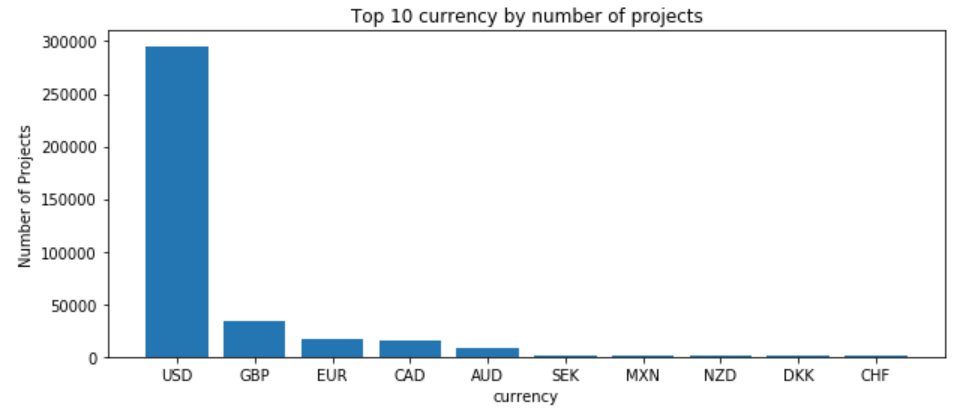 Top 10 currency by number of projects
Number of Projects
300000
250000
200000
150000
100000
50000
0
USD GBP EUR CAD AUD SEK MXN NZD DKK CHF
currency